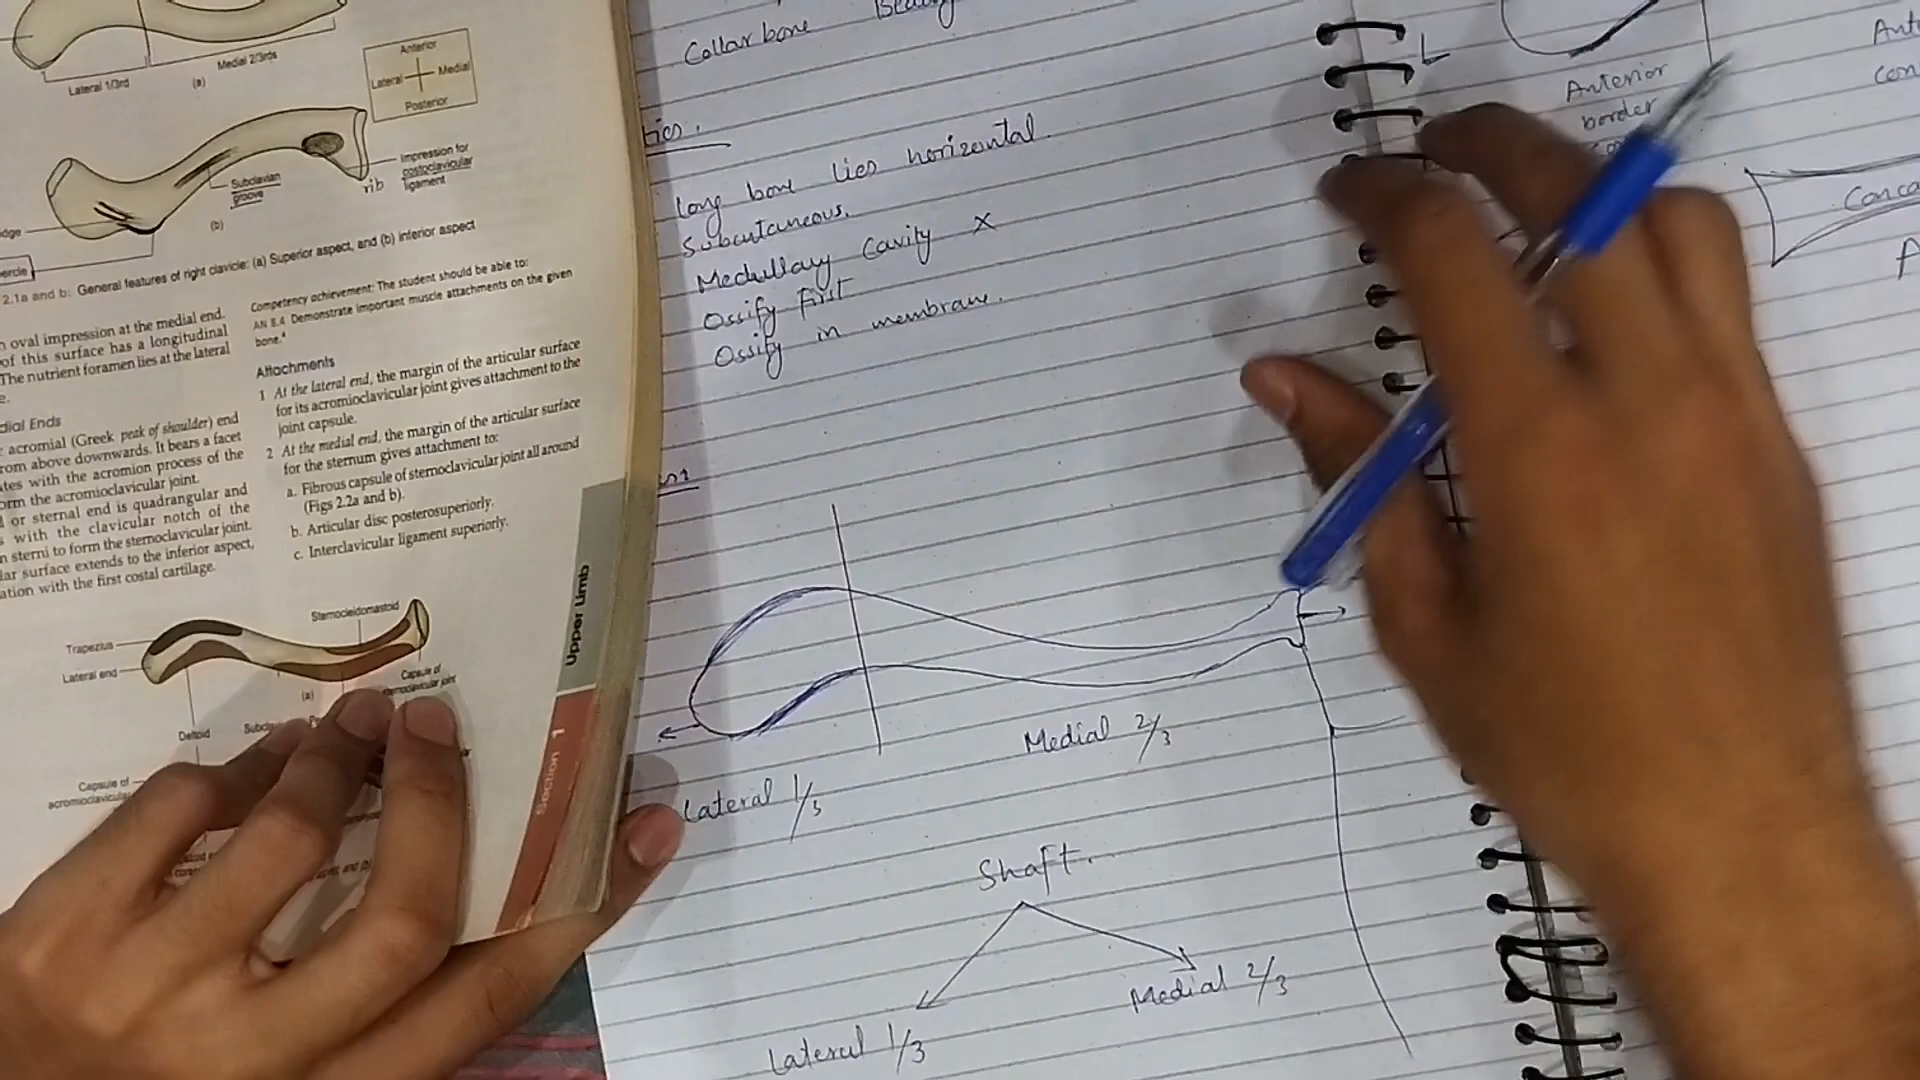 Lateral 1/3rd
Medial 2/3rds
(a)
Anterior
Lateral
Medial
Posterior
Subclavian
groove
Impression for
costoclavicular
ligament
rib
(b)
2.1a and b: General features of right clavicle: (a) Superior aspect, and (b) inferior aspect
oval impression at the medial end.
of this surface has a longitudinal
The nutrient foramen lies at the lateral
Ends
acromial (Greek peak of shoulder) end
from above downwards. It bears a facet
with the acromion process of the
form the acromioclavicular joint.
or sternal end is quadrangular and
with the clavicular notch of the
sterni to form the sternoclavicular joint.
surface extends to the inferior aspect,
with the first costal cartilage.
Competency achievement: The student should be able to:
AN 8.4 Demonstrate important muscle attachments on the given
bone.4
Attachments
1 At the lateral end, the margin of the articular surface
for its acromioclavicular joint gives attachment to the
joint capsule.
2 At the medial end, the margin of the articular surface
for the sternum gives attachment to:
a. Fibrous capsule of sternoclavicular joint all around
(Figs 2.2a and b).
b. Articular disc posterosuperiorly.
c. Interclavicular ligament superiorly.
Trapezius
Sternocleidomastoid
Lateral end
(a)
Capsule of
Deltoid
Capsule of
Upper Limb
Section 1
Collar bone
Long bone lies horizontal.
Subcutaneous.
Medullary Cavity X
Ossify first
Ossify in membrane.
Medial 2/3
Lateral 1/3
Shaft.
Medial 2/3
Lateral 1/3
L
Anterior
border